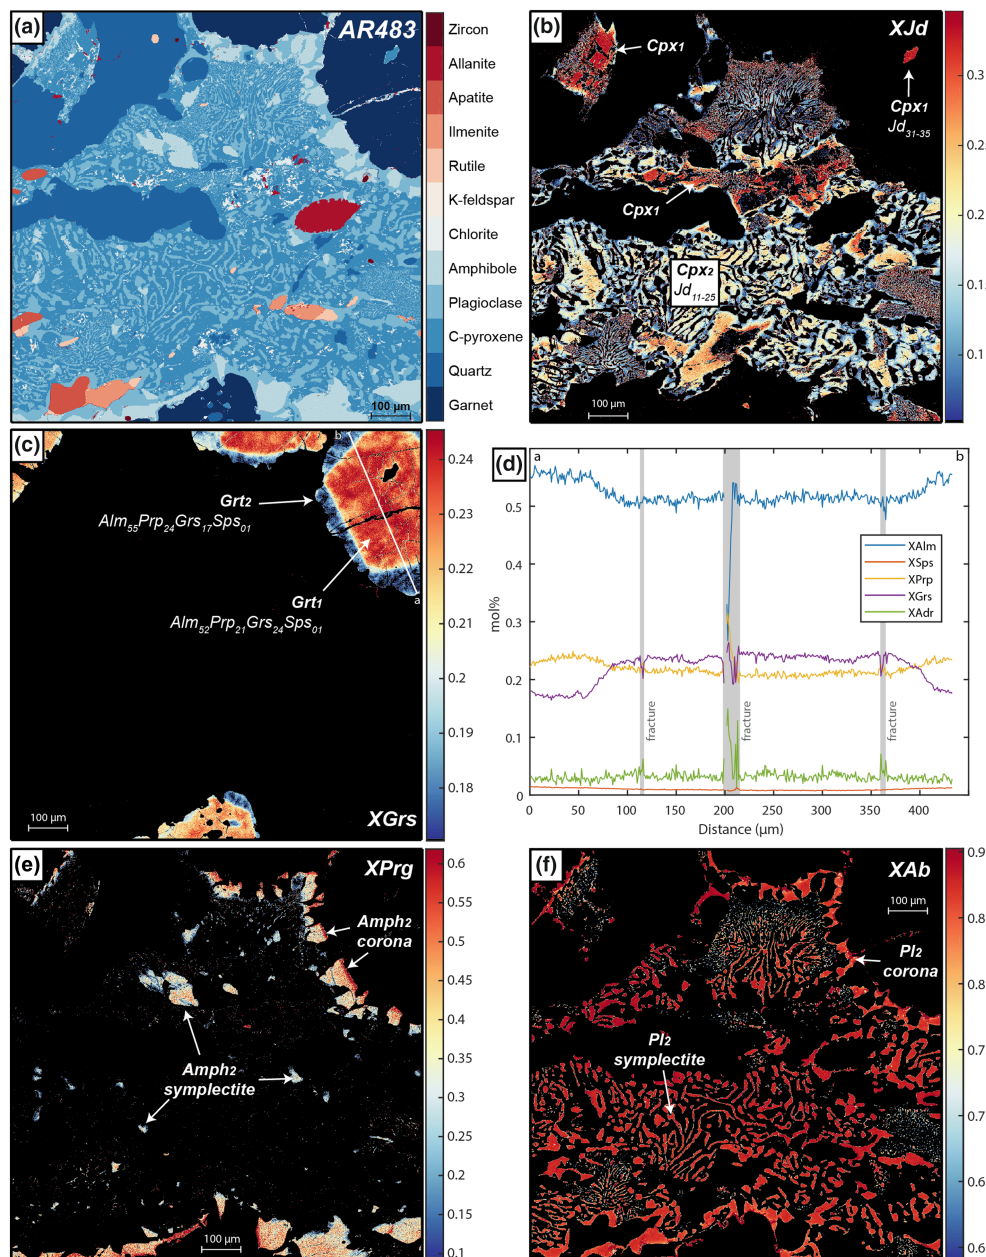 (a)
AR483
100 µm
Zircon
Allanite
Apatite
Ilmenite
Rutile
K-feldspar
Chlorite
Amphibole
Plagioclase
C-pyroxene
Quartz
Garnet
(b)
XJd
Cpx1
Cpx1
Jd31-35
Cpx1
Cpx2
Jd11-25
100 µm
0.3
0.2
0.2
0.1
(c)
b
Grt2
Alm55Prp24Grs17Sps01
Grt1
Alm52Prp21Grs24Sps01
a
100 µm
XGrs
0.24
0.23
0.22
0.21
0.20
0.19
0.18
(d)
a
b
0.5
0.4
0.3
0.2
0.1
0
mol%
XAlm
XSps
XPrp
XGrs
XAdr
fracture
fracture
fracture
0
50
100
150
200
250
300
350
400
Distance (µm)
(e)
XPrg
Amph2
corona
Amph2
symplectite
100 µm
0.6
0.55
0.5
0.45
0.4
0.35
0.3
0.25
0.2
0.15
0.1
(f)
XAb
100 µm
Pl2
corona
Pl2
symplectite
0.9
0.8
0.8
0.7
0.7
0.6
0.6